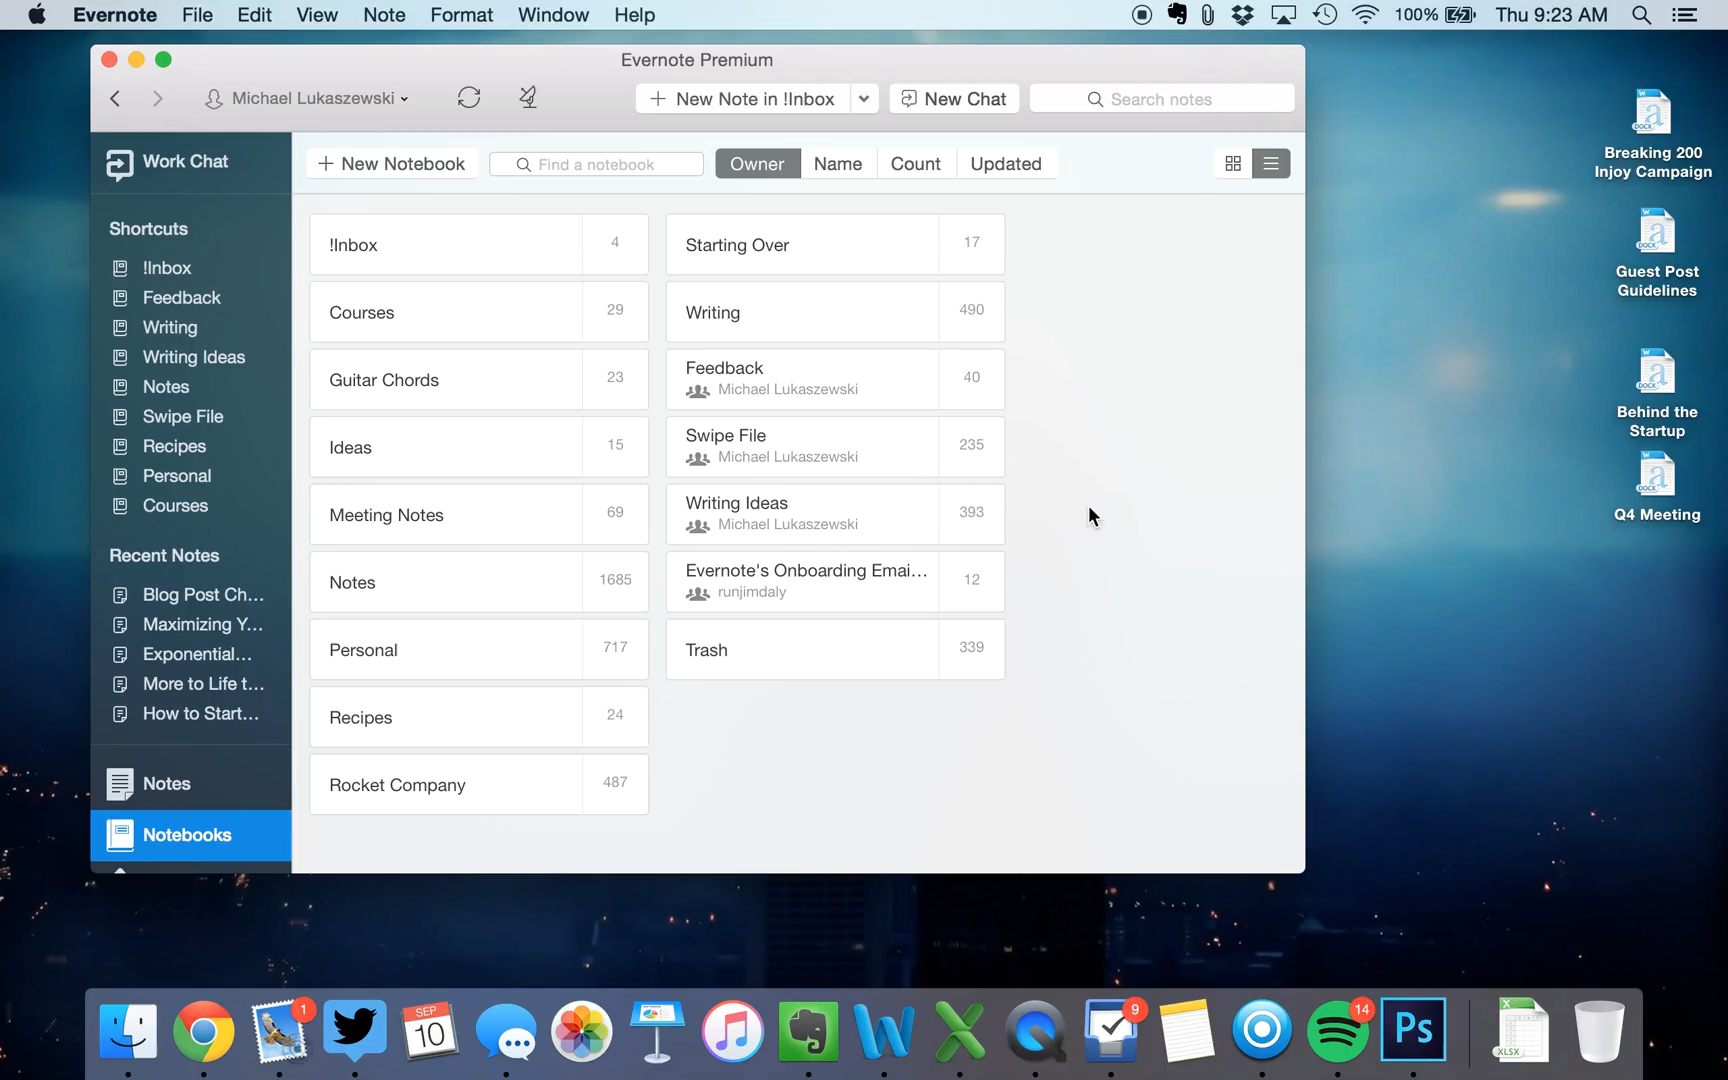 Evernote File Edit View Note Format Window Help 100% Thu 9:23 AM
Evernote Premium
Michael Lukaszewski
New Note in !Inbox
New Chat
Search notes
Work Chat
Shortcuts
!Inbox
Feedback
Writing
Writing Ideas
Notes
Swipe File
Recipes
Personal
Courses
Recent Notes
Blog Post Ch...
Maximizing Y...
Exponential...
More to Life t...
How to Start...
Notes
Notebooks
New Notebook
Find a notebook
Owner Name Count Updated
!Inbox 4
Courses 29
Guitar Chords 23
Ideas 15
Meeting Notes 69
Notes 1685
Personal 717
Recipes 24
Rocket Company 487
Starting Over 17
Writing 490
Feedback 40
Michael Lukaszewski
Swipe File 235
Michael Lukaszewski
Writing Ideas 393
Michael Lukaszewski
Evernote's Onboarding Emai... 12
runjimdaly
Trash 339
W
a
DOCX
Breaking 200
Injoy Campaign
W
a
DOCX
Guest Post
Guidelines
W
a
DOCX
Behind the
Startup
W
a
DOCX
Q4 Meeting
1
SEP
10
W
X
9
14
Ps
X
XLSX